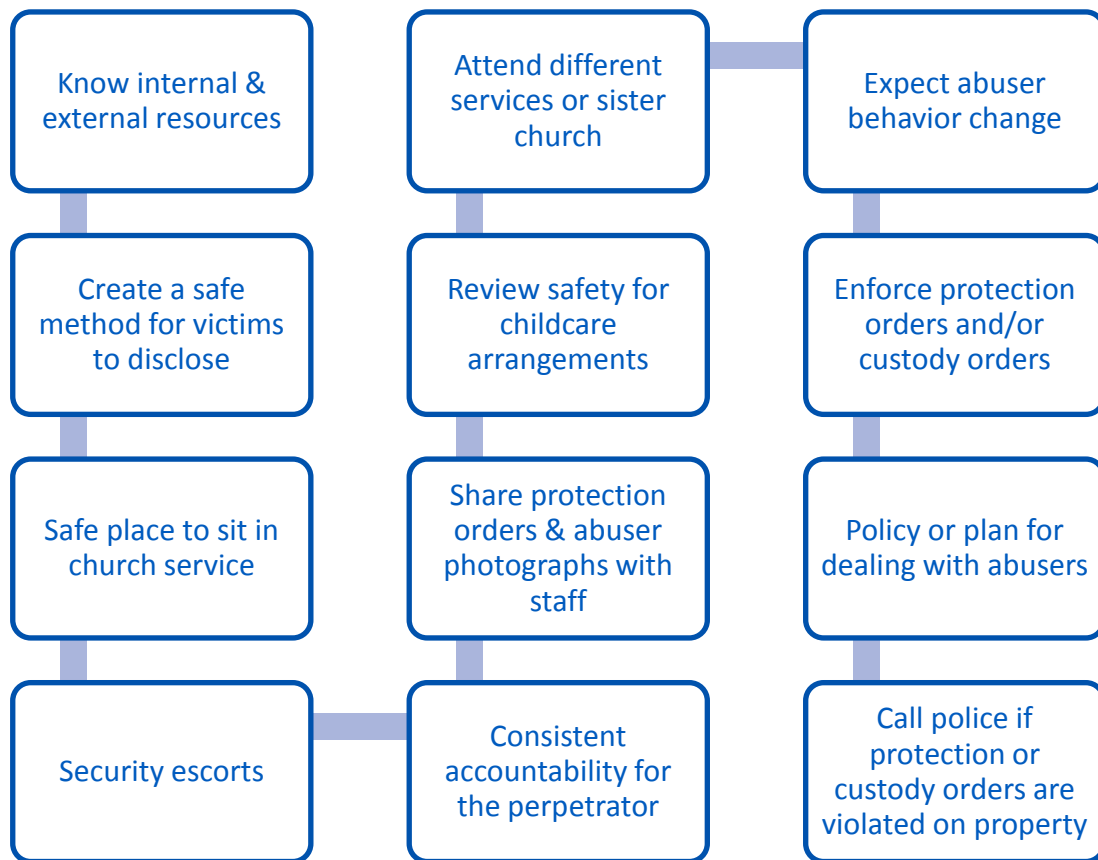 Know internal &
external resources
Create a safe
method for victims
to disclose
Safe place to sit in
church service
Security escorts
Consistent
accountability for
the perpetrator
Share protection
orders & abuser
photographs with
staff
Review safety for
childcare
arrangements
Attend different
services or sister
church
Expect abuser
behavior change
Enforce protection
orders and/or
custody orders
Policy or plan for
dealing with abusers
Call police if
protection or
custody orders are
violated on property